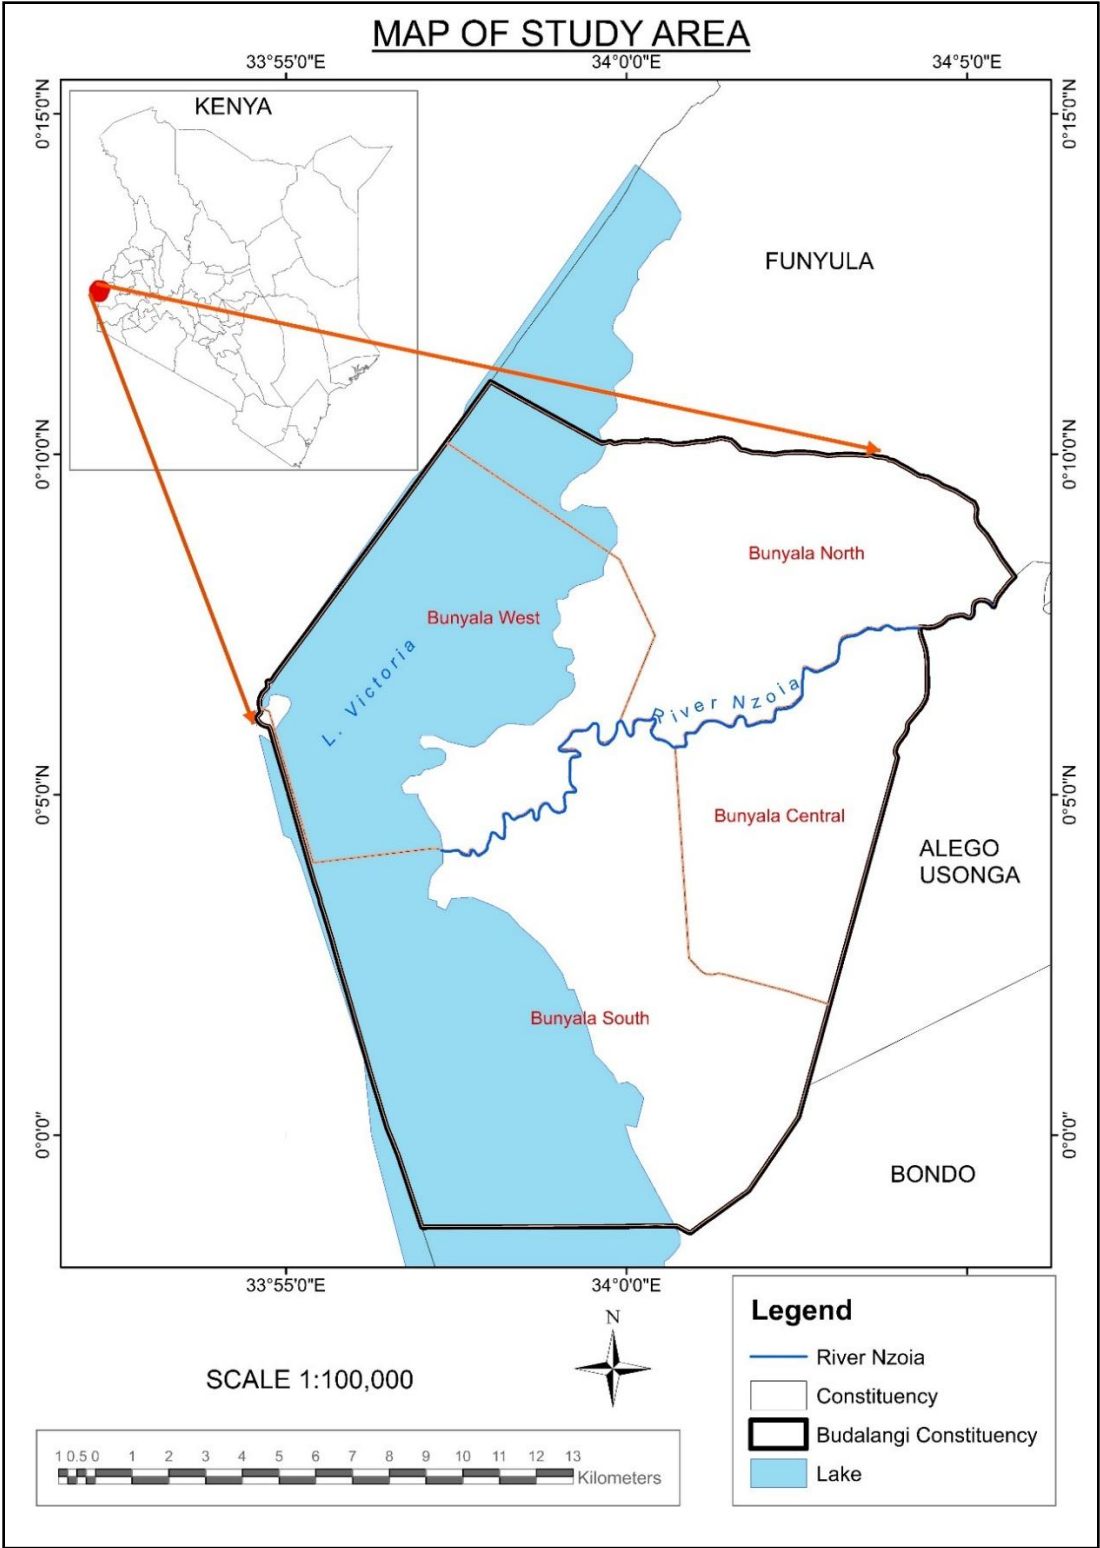 MAP OF STUDY AREA
33°55'0"E 34°0'0"E 34°5'0"E
0°15'0"N
0°15'0"N
KENYA
FUNYULA
0°10'0"N
0°10'0"N
Bunyala North
Bunyala West
L. Victoria
River Nzoia
0°5'0"N
0°5'0"N
Bunyala Central
ALEGO
USONGA
Bunyala South
0°0'0"
0°0'0"
BONDO
33°55'0"E 34°0'0"E 34°5'0"E
N
SCALE 1:100,000
1 0.5 0 1 2 3 4 5 6 7 8 9 10 11 12 13
Kilometers
Legend
River Nzoia
Constituency
Budalangi Constituency
Lake